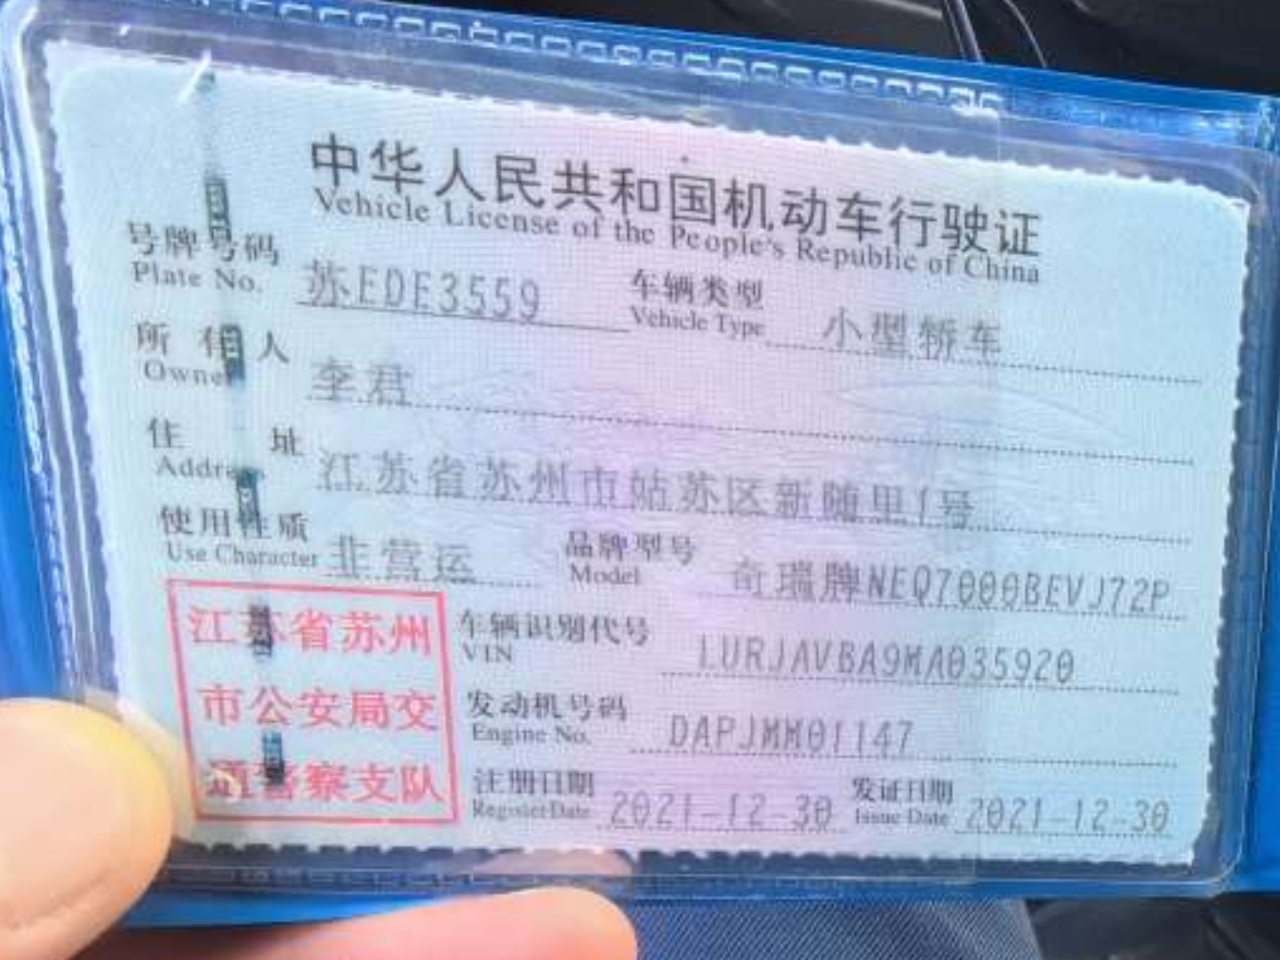 中华人民共和国机动车行驶证
Vehicle License of the People's Republic of China
号牌号码 苏EDE3559 车辆类型 小型轿车
Plate No. Vehicle Type
所有人 李君
Owner
住址 江苏省苏州市姑苏区新随里1号
Address
使用性质 非营运 品牌型号 奇瑞牌NEQ7000BEVJ72P
Use Character Model
江苏省苏州
市公安局交
通警察支队
车辆识别代号 LURJAVBA9MA035920
VIN
发动机号码 DAPJMM01147
Engine No.
注册日期 2021-12-30 发证日期 2021-12-30
Register Date Issue Date